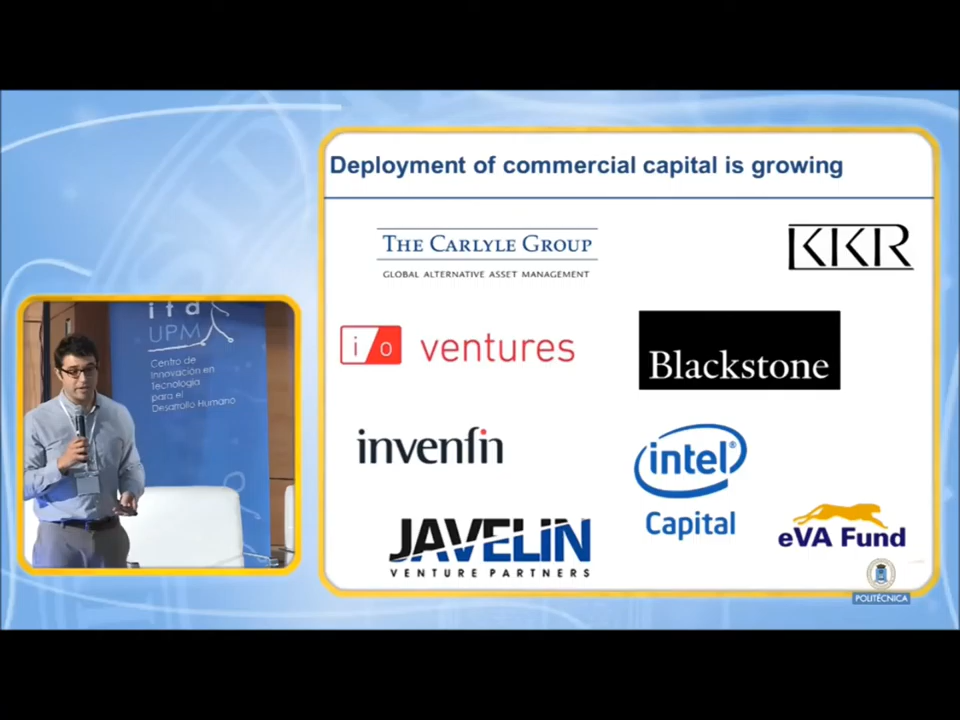 Deployment of commercial capital is growing
THE CARLYLE GROUP
GLOBAL ALTERNATIVE ASSET MANAGEMENT
KKR
io ventures
Blackstone
invenfin
intel®
Capital
JAVELIN
VENTURE PARTNERS
eVA Fund
POLITÉCNICA
itd
UPM
Centro de
Innovación en
Tecnología
para el
Desarrollo Humano